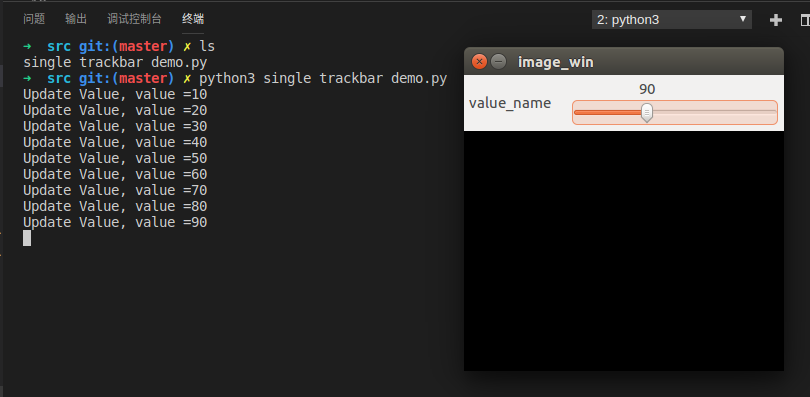 问题 输出 调试控制台 终端 2: python3
➜ src git:(master) ✗ ls
single trackbar demo.py
➜ src git:(master) ✗ python3 single trackbar demo.py
Update Value, value =10
Update Value, value =20
Update Value, value =30
Update Value, value =40
Update Value, value =50
Update Value, value =60
Update Value, value =70
Update Value, value =80
Update Value, value =90
image_win
90
value_name